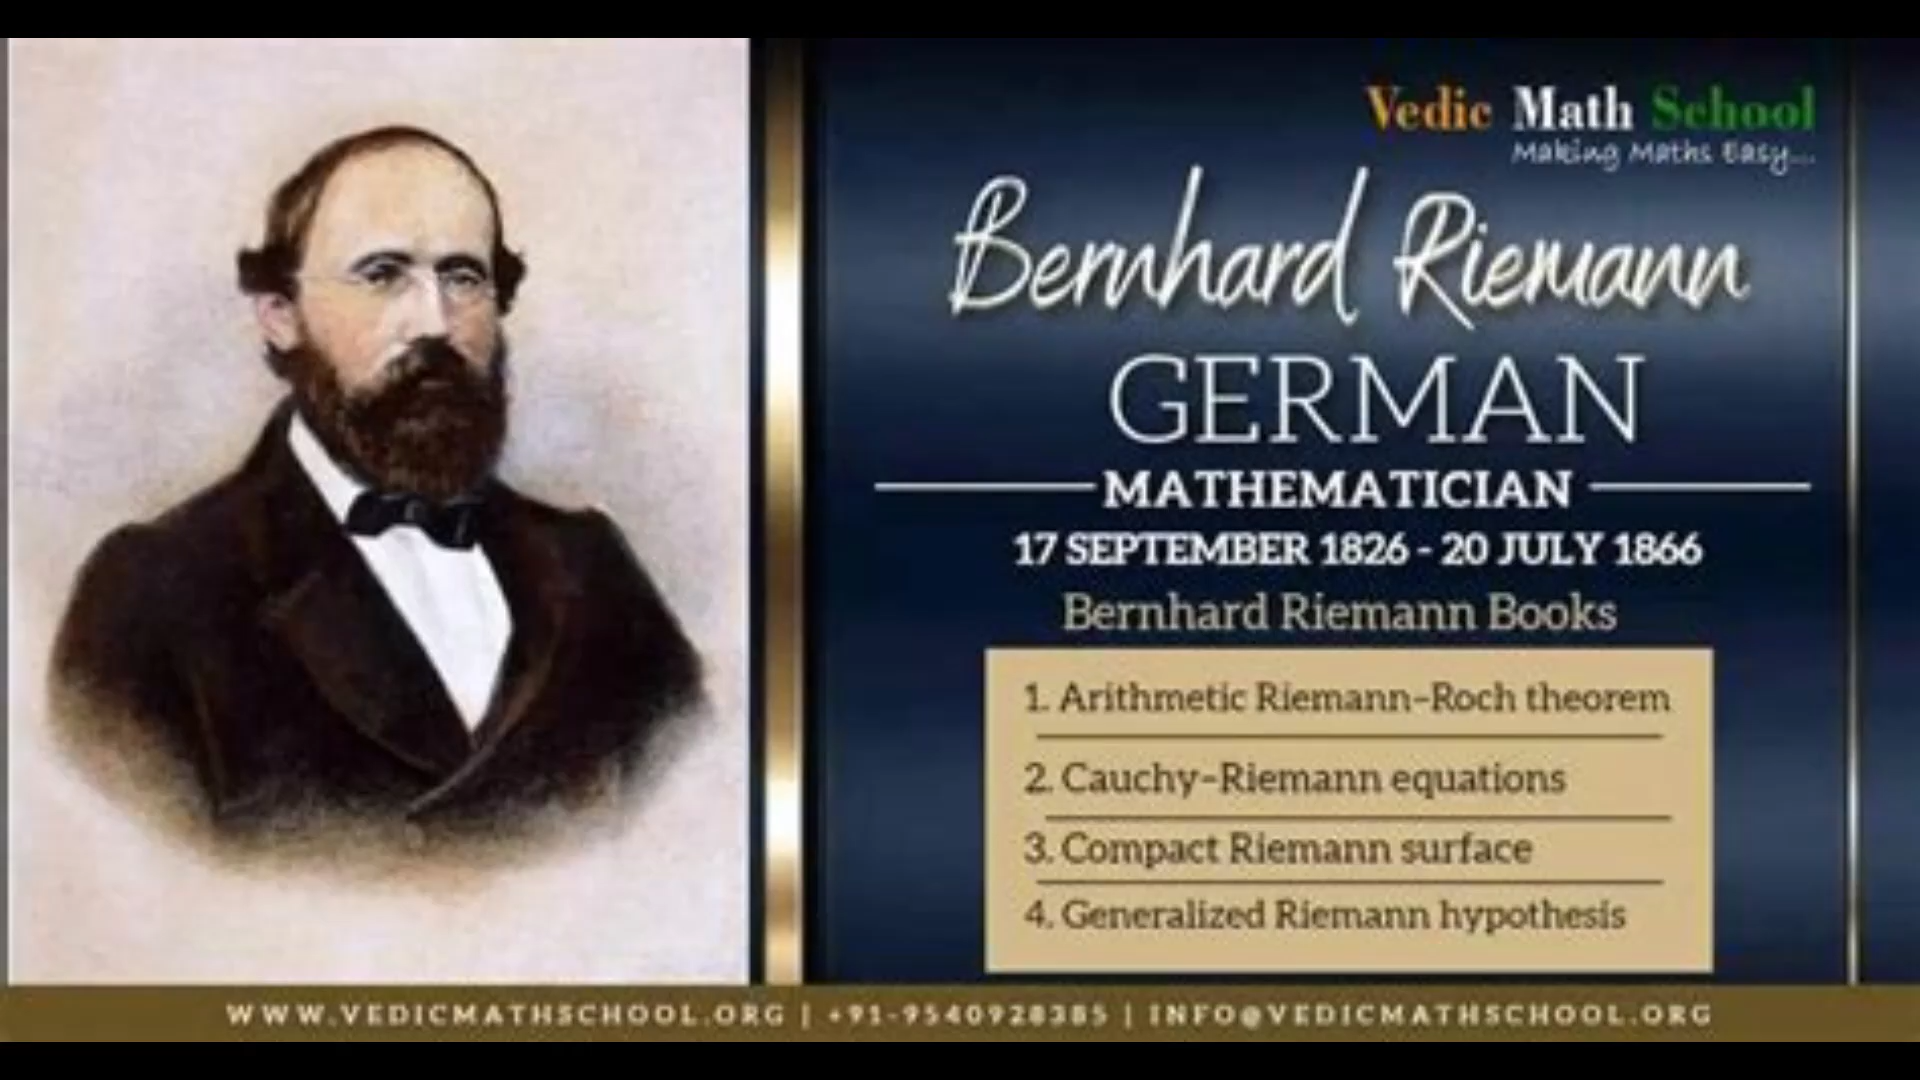 Vedic Math School
Making Maths Easy...
Bernhard Riemann
GERMAN
MATHEMATICIAN
17 SEPTEMBER 1826 - 20 JULY 1866
Bernhard Riemann Books
1. Arithmetic Riemann–Roch theorem
2. Cauchy–Riemann equations
3. Compact Riemann surface
4. Generalized Riemann hypothesis
WWW.VEDICMATHSCHOOL.ORG | +91-9540928385 | INFO@VEDICMATHSCHOOL.ORG